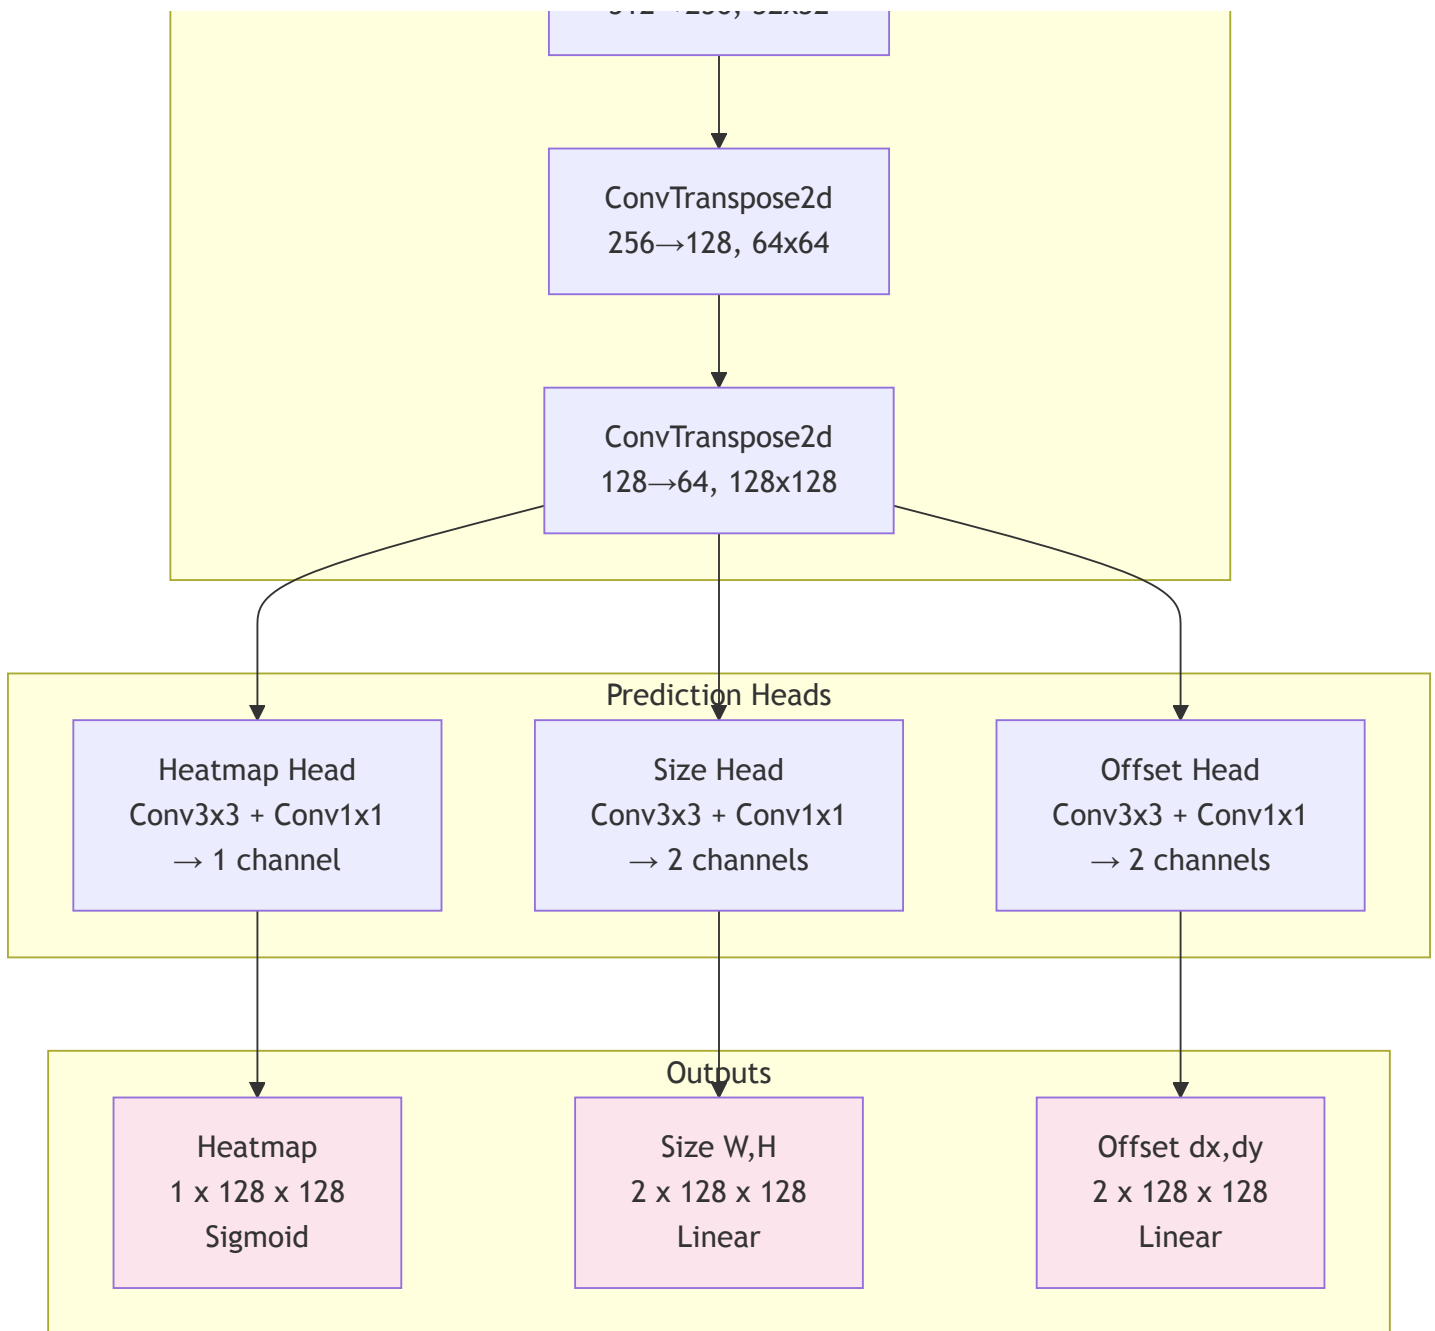 ConvTranspose2d
256→128, 64x64
ConvTranspose2d
128→64, 128x128
Prediction Heads
Heatmap Head
Conv3x3 + Conv1x1
→ 1 channel
Size Head
Conv3x3 + Conv1x1
→ 2 channels
Offset Head
Conv3x3 + Conv1x1
→ 2 channels
Outputs
Heatmap
1 x 128 x 128
Sigmoid
Size W,H
2 x 128 x 128
Linear
Offset dx,dy
2 x 128 x 128
Linear